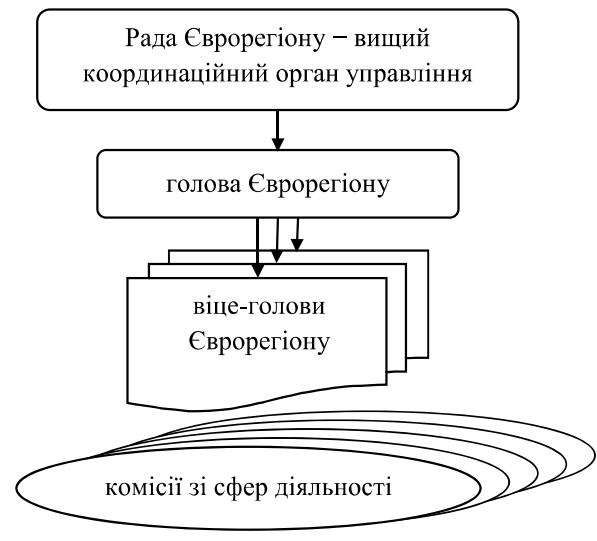 Рада Єврорегіону – вищий
координаційний орган управління
голова Єврорегіону
віце-голови
Єврорегіону
комісії зі сфер діяльності